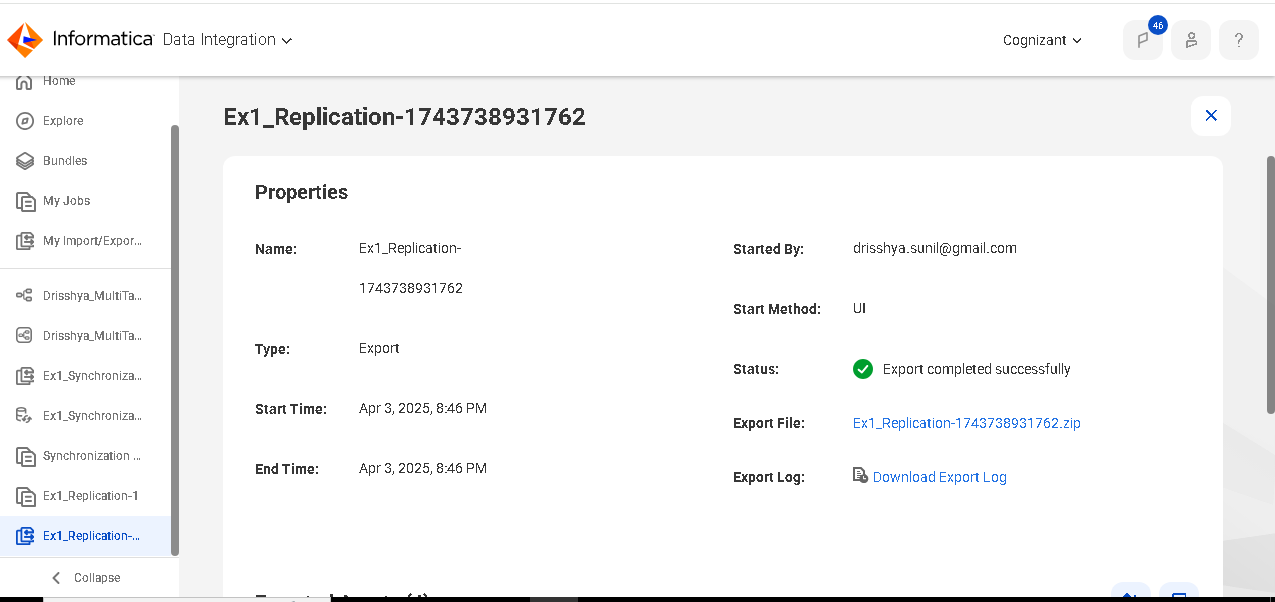 Informatica Data Integration
Cognizant
46
?
Home
Explore
Bundles
My Jobs
My Import/Expor...
Drisshya_MultiTa...
Drisshya_MultiTa...
Ex1_Synchroniza...
Ex1_Synchroniza...
Synchronization ...
Ex1_Replication-1
Ex1_Replication-...
Collapse
Ex1_Replication-1743738931762
Properties
Name:
Ex1_Replication-
1743738931762
Type:
Export
Start Time:
Apr 3, 2025, 8:46 PM
End Time:
Apr 3, 2025, 8:46 PM
Started By:
drisshya.sunil@gmail.com
Start Method:
UI
Status:
Export completed successfully
Export File:
Ex1_Replication-1743738931762.zip
Export Log:
Download Export Log